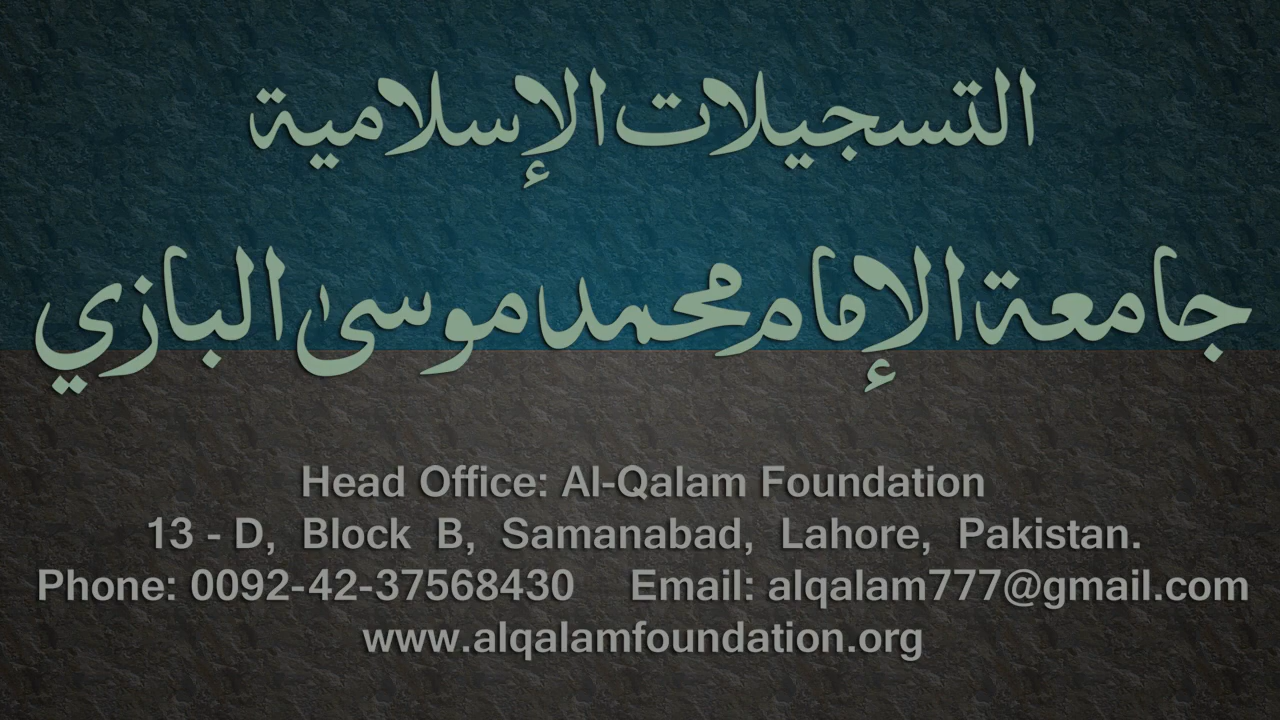 التسجيلات الإسلامية
جامعة الإمام محمد موسىٰ البازي
Head Office: Al-Qalam Foundation
13 - D, Block B, Samanabad, Lahore, Pakistan.
Phone: 0092-42-37568430 Email: alqalam777@gmail.com
www.alqalamfoundation.org